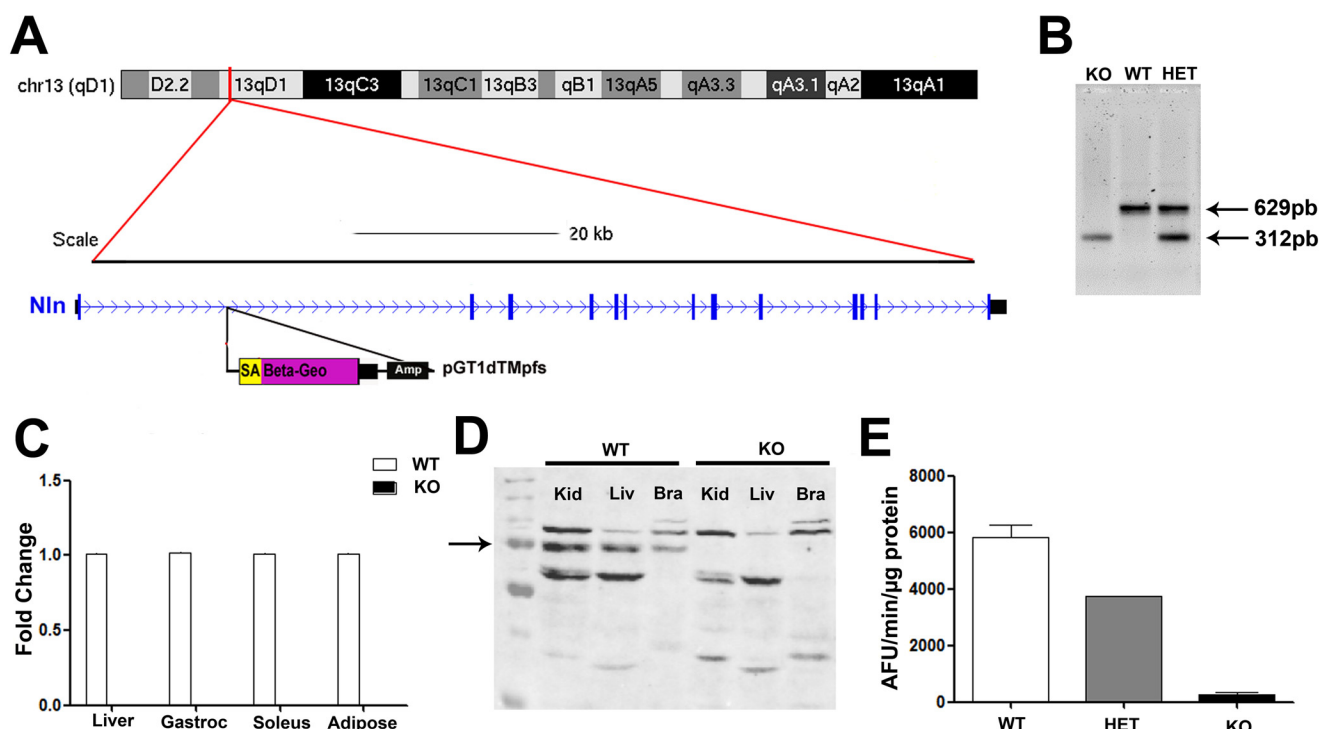 A
chr13 (qD1) D2.2 13qD1 13qC3 13qC1 13qB3 qB1 13qA5 qA3.3 qA3.1 qA2 13qA1
Scale 20 kb
Nln
SA Beta-Geo Amp pGT1dTMpfs
B
KO WT HET
629pb
312pb
C
WT
KO
Fold Change
1.5
1.0
0.5
0.0
Liver Gastroc Soleus Adipose
D
WT KO
Kid Liv Bra Kid Liv Bra
E
AFU/min/µg protein
8000
6000
4000
2000
0
WT HET KO